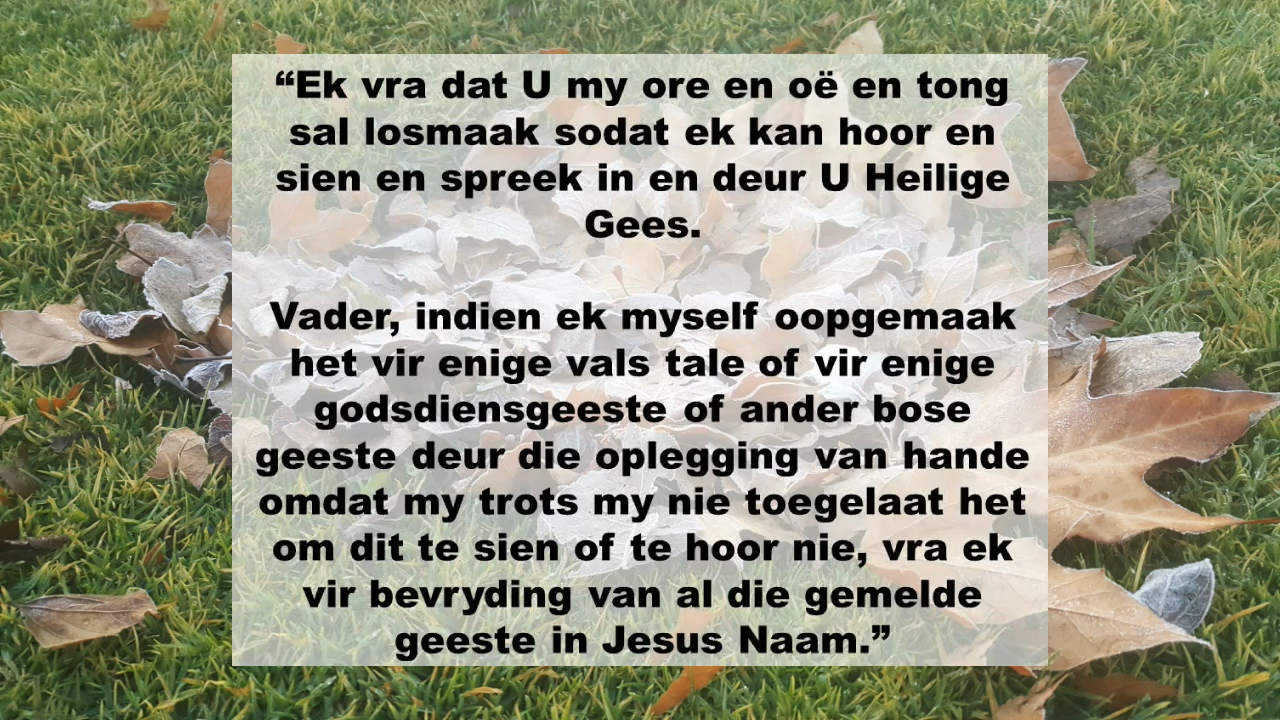 “Ek vra dat U my ore en oë en tong
sal losmaak sodat ek kan hoor en
sien en spreek in en deur U Heilige
Gees.
Vader, indien ek myself oopgemaak
het vir enige vals tale of vir enige
godsdiensgeeste of ander bose
geeste deur die oplegging van hande
omdat my trots my nie toegelaat het
om dit te sien of te hoor nie, vra ek
vir bevryding van al die gemelde
geeste in Jesus Naam.”